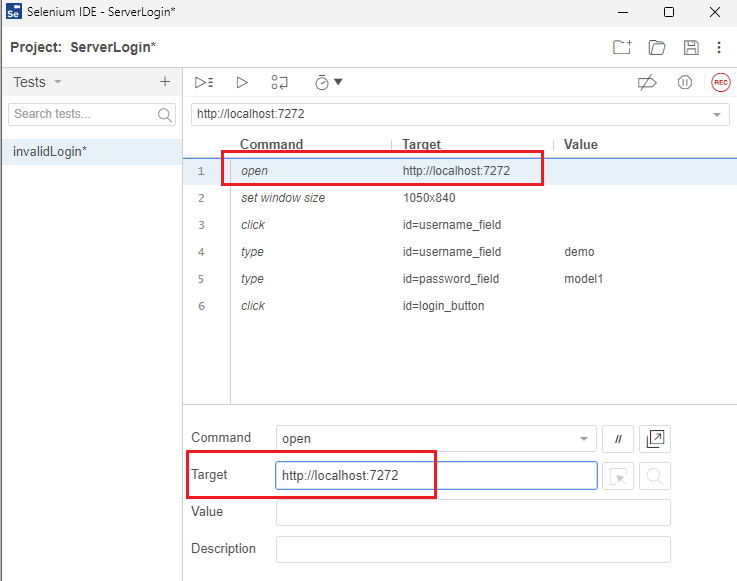 Se Selenium IDE - ServerLogin*
Project: ServerLogin*
Tests
Search tests...
invalidLogin*
REC
http://localhost:7272
Command Target Value
1 open http://localhost:7272
2 set window size 1050x840
3 click id=username_field
4 type id=username_field demo
5 type id=password_field model1
6 click id=login_button
Command open //
Target http://localhost:7272
Value
Description